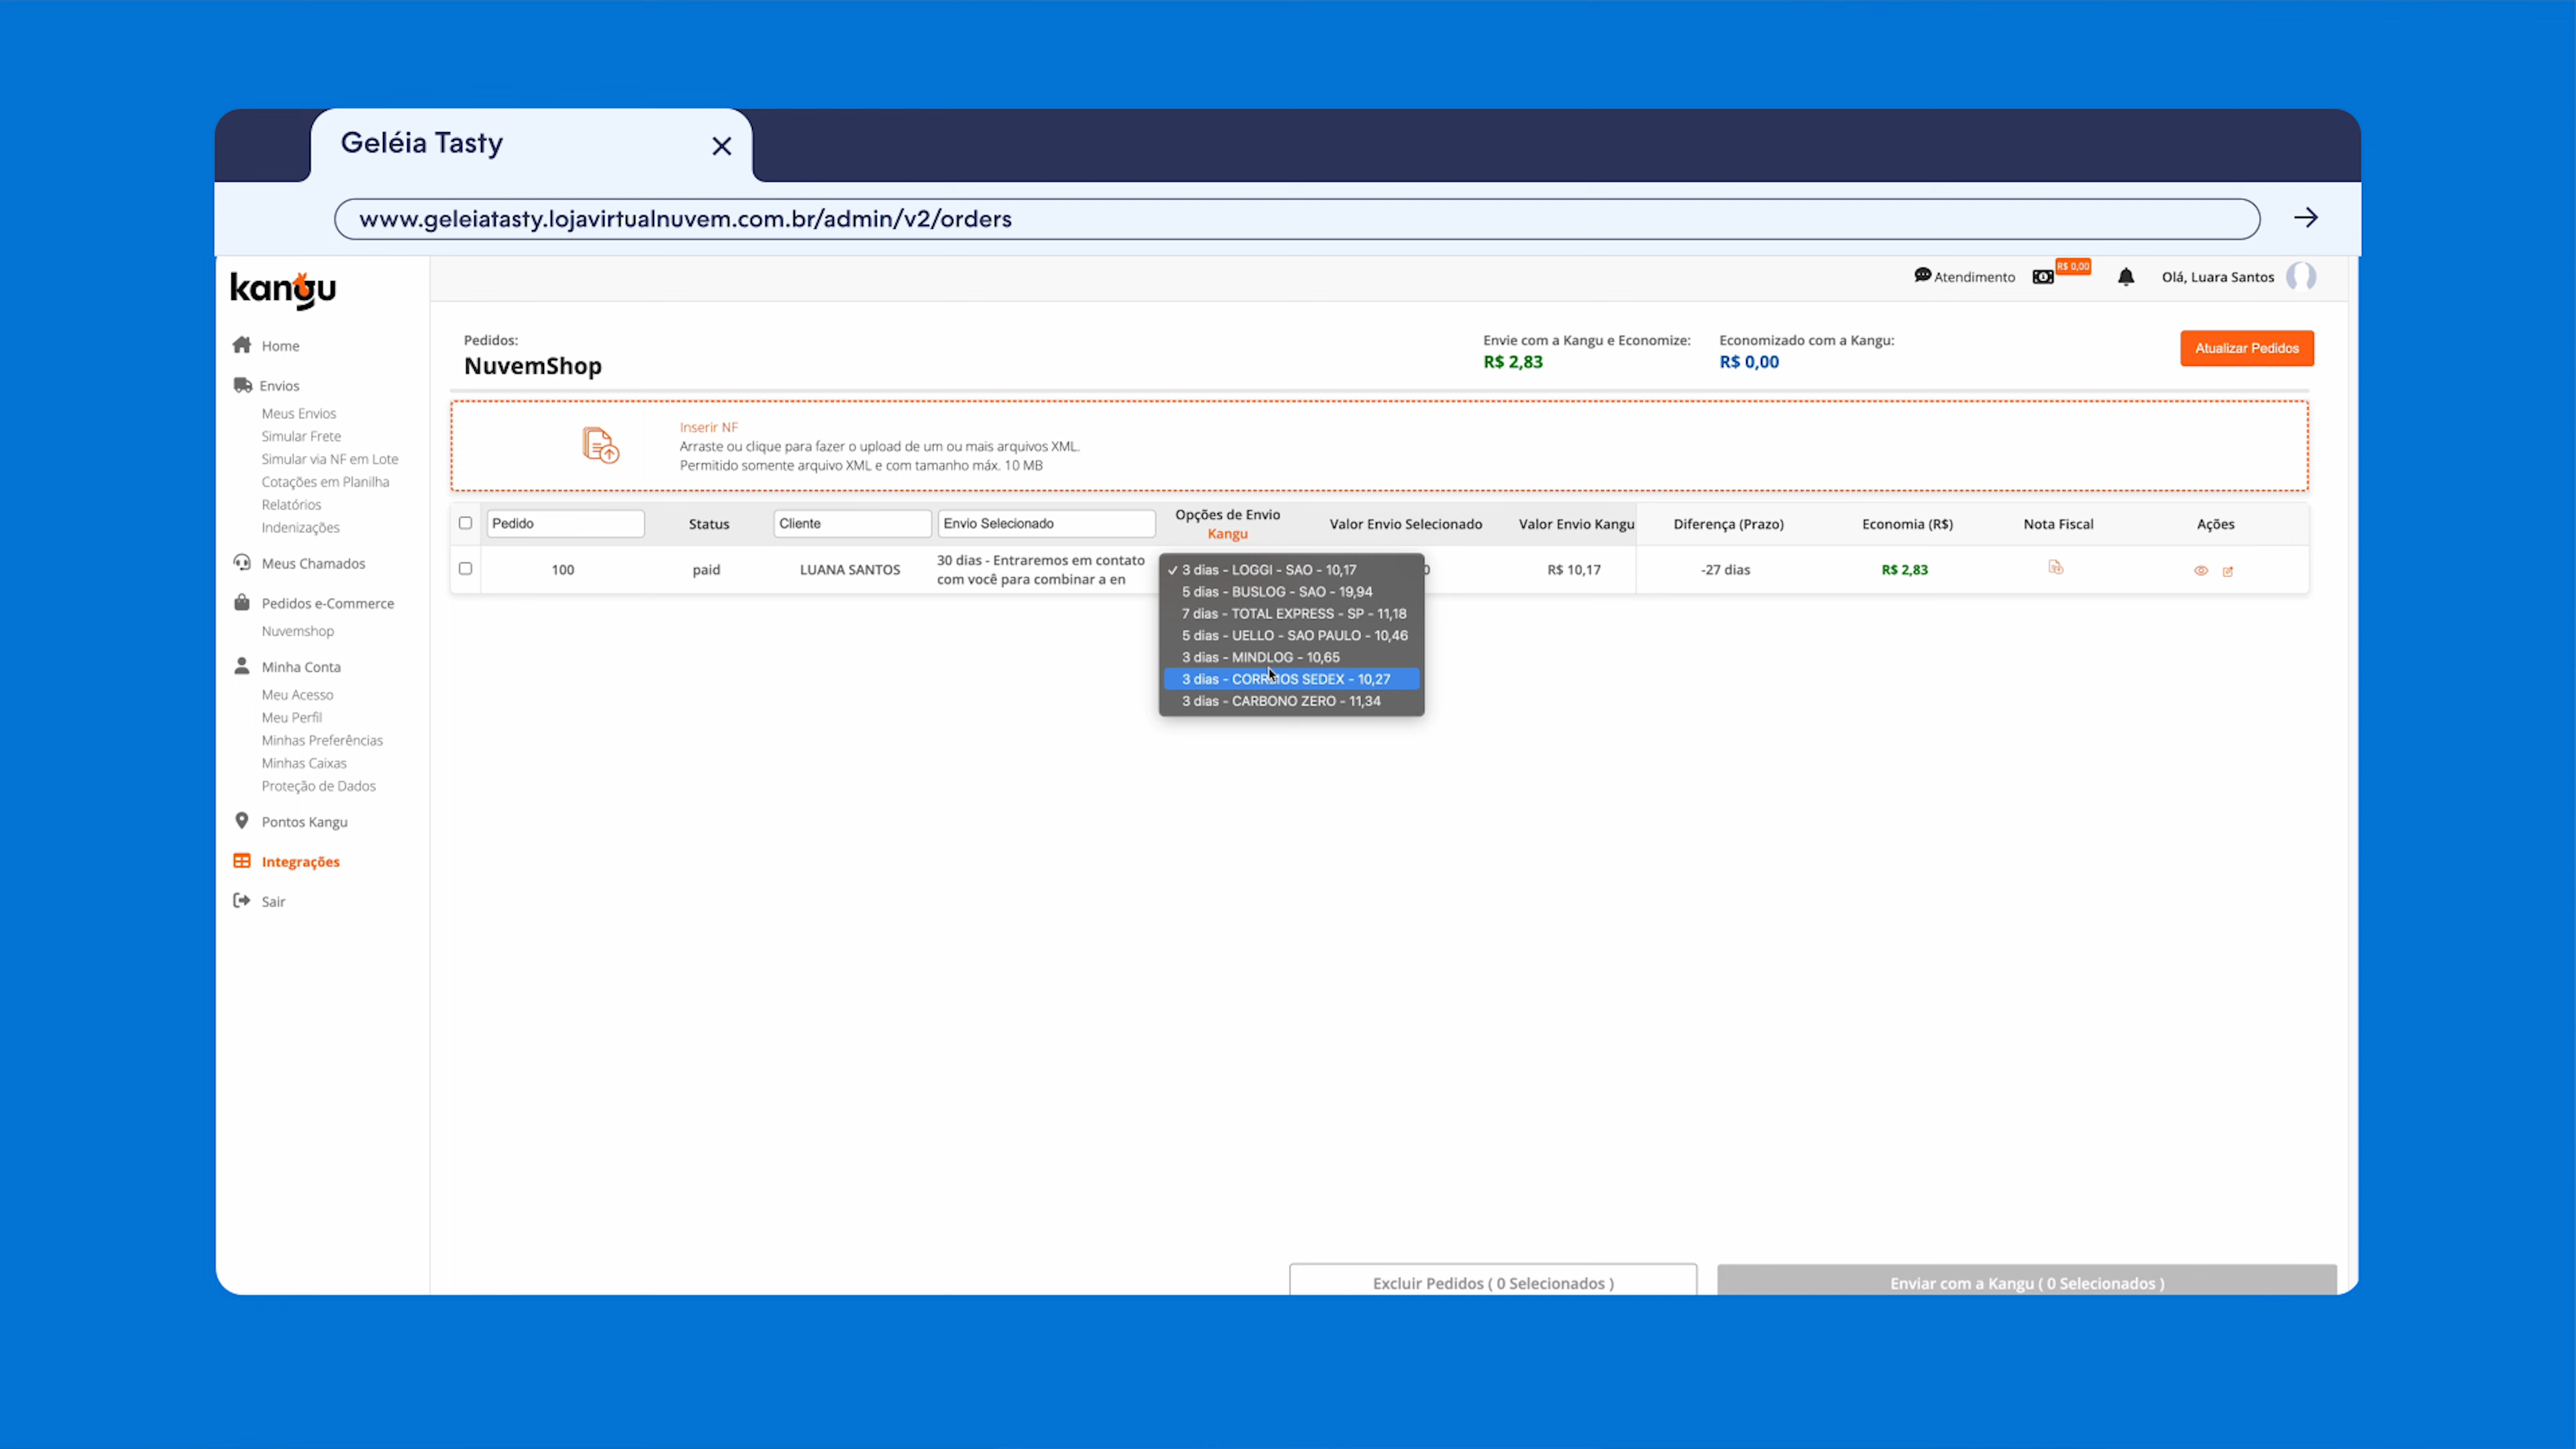 Geléia Tasty
www.geleiatasty.lojavirtualnuvem.com.br/admin/v2/orders
kangu
Atendimento
R$ 0,00
Olá, Luara Santos
Home
Envios
Meus Envios
Simular Frete
Simular via NF em Lote
Cotações em Planilha
Relatórios
Indenizações
Meus Chamados
Pedidos e-Commerce
Nuvemshop
Minha Conta
Meu Acesso
Meu Perfil
Minhas Preferências
Minhas Caixas
Proteção de Dados
Pontos Kangu
Integrações
Sair
Pedidos:
NuvemShop
Envie com a Kangu e Economize:
R$ 2,83
Economizado com a Kangu:
R$ 0,00
Atualizar Pedidos
Inserir NF
Arraste ou clique para fazer o upload de um ou mais arquivos XML.
Permitido somente arquivo XML e com tamanho máx. 10 MB
Pedido
Status
Cliente
Envio Selecionado
Opções de Envio
Kangu
Valor Envio Selecionado
Valor Envio Kangu
Diferença (Prazo)
Economia (R$)
Nota Fiscal
Ações
100
paid
LUANA SANTOS
30 dias - Entraremos em contato
com você para combinar a en
✓ 3 dias - LOGGI - SAO - 10,17
5 dias - BUSLOG - SAO - 19,94
7 dias - TOTAL EXPRESS - SP - 11,18
5 dias - UELLO - SAO PAULO - 10,46
3 dias - MINDLOG - 10,65
3 dias - CORREIOS SEDEX - 10,27
3 dias - CARBONO ZERO - 11,34
0
R$ 10,17
-27 dias
R$ 2,83
Excluir Pedidos ( 0 Selecionados )
Enviar com a Kangu ( 0 Selecionados )